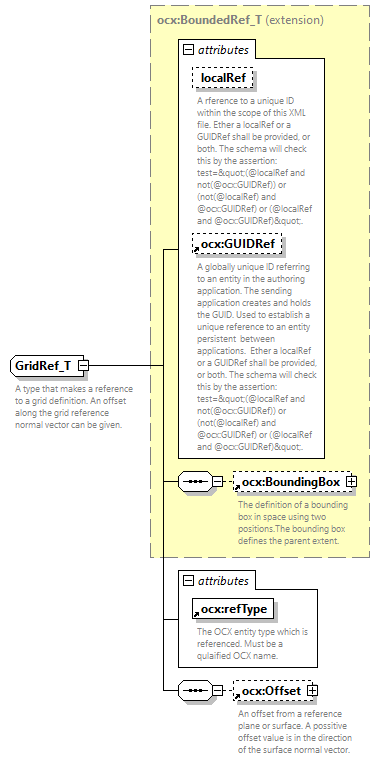 ocx:BoundedRef_T (extension)
attributes
localRef
A rference to a unique ID
within the scope of this XML
file. Ether a localRef or a
GUIDRef shall be provided, or
both. The schema will check
this by the assertion:
test=&quot;(@localRef and
not(@ocx:GUIDRef)) or
(not(@localRef) and
@ocx:GUIDRef) or (@localRef
and @ocx:GUIDRef)&quot;.
ocx:GUIDRef
A globally unique ID referring
to an entity in the authoring
application. The sending
application creates and holds
the GUID. Used to establish a
unique reference to an entity
persistent between
applications. Ether a localRef
or a GUIDRef shall be provided,
or both. The schema will check
this by the assertion:
test=&quot;(@localRef and
not(@ocx:GUIDRef)) or
(not(@localRef) and
@ocx:GUIDRef) or (@localRef
and @ocx:GUIDRef)&quot;.
GridRef_T
A type that makes a reference
to a grid definition. An offset
along the grid reference
normal vector can be given.
ocx:BoundingBox
The definition of a bounding
box in space using two
positions.The bounding box
defines the parent extent.
attributes
ocx:refType
The OCX entity type which is
referenced. Must be a
qulaified OCX name.
ocx:Offset
An offset from a reference
plane or surface. A possitive
offset value is in the direction
of the surface normal vector.